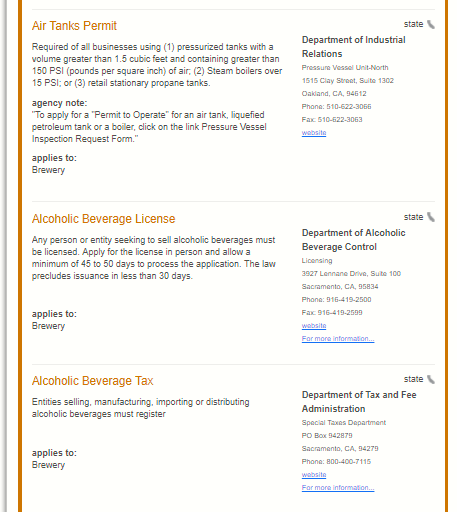 Air Tanks Permit
state
Required of all businesses using (1) pressurized tanks with a
volume greater than 1.5 cubic feet and containing greater than
150 PSI (pounds per square inch) of air; (2) Steam boilers over
15 PSI; or (3) retail stationary propane tanks.
agency note:
"To apply for a "Permit to Operate" for an air tank, liquefied
petroleum tank or a boiler, click on the link Pressure Vessel
Inspection Request Form."
applies to:
Brewery
Department of Industrial
Relations
Pressure Vessel Unit-North
1515 Clay Street, Suite 1302
Oakland, CA, 94612
Phone: 510-622-3066
Fax: 510-622-3063
website
Alcoholic Beverage License
state
Any person or entity seeking to sell alcoholic beverages must
be licensed. Apply for the license in person and allow a
minimum of 45 to 50 days to process the application. The law
precludes issuance in less than 30 days.
applies to:
Brewery
Department of Alcoholic
Beverage Control
Licensing
3927 Lennane Drive, Suite 100
Sacramento, CA, 95834
Phone: 916-419-2500
Fax: 916-419-2599
website
For more information...
Alcoholic Beverage Tax
state
Entities selling, manufacturing, importing or distributing
alcoholic beverages must register
applies to:
Brewery
Department of Tax and Fee
Administration
Special Taxes Department
PO Box 942879
Sacramento, CA, 94279
Phone: 800-400-7115
website
For more information...